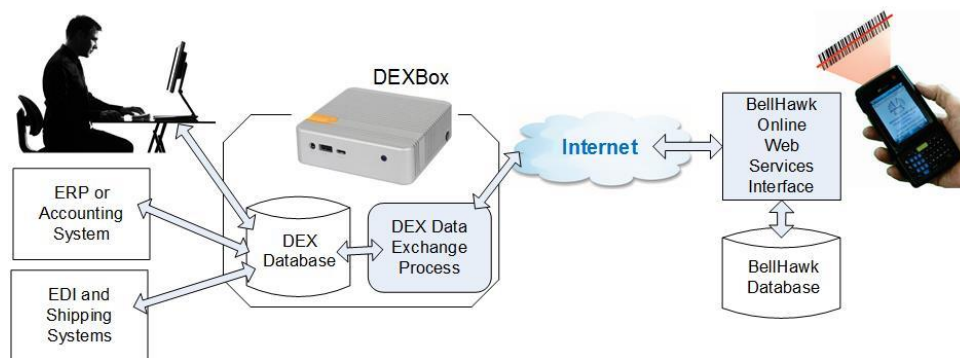 DEXBox
ERP or
Accounting
System
EDI and
Shipping
Systems
DEX
Database
DEX Data
Exchange
Process
Internet
BellHawk
Online
Web
Services
Interface
BellHawk
Database